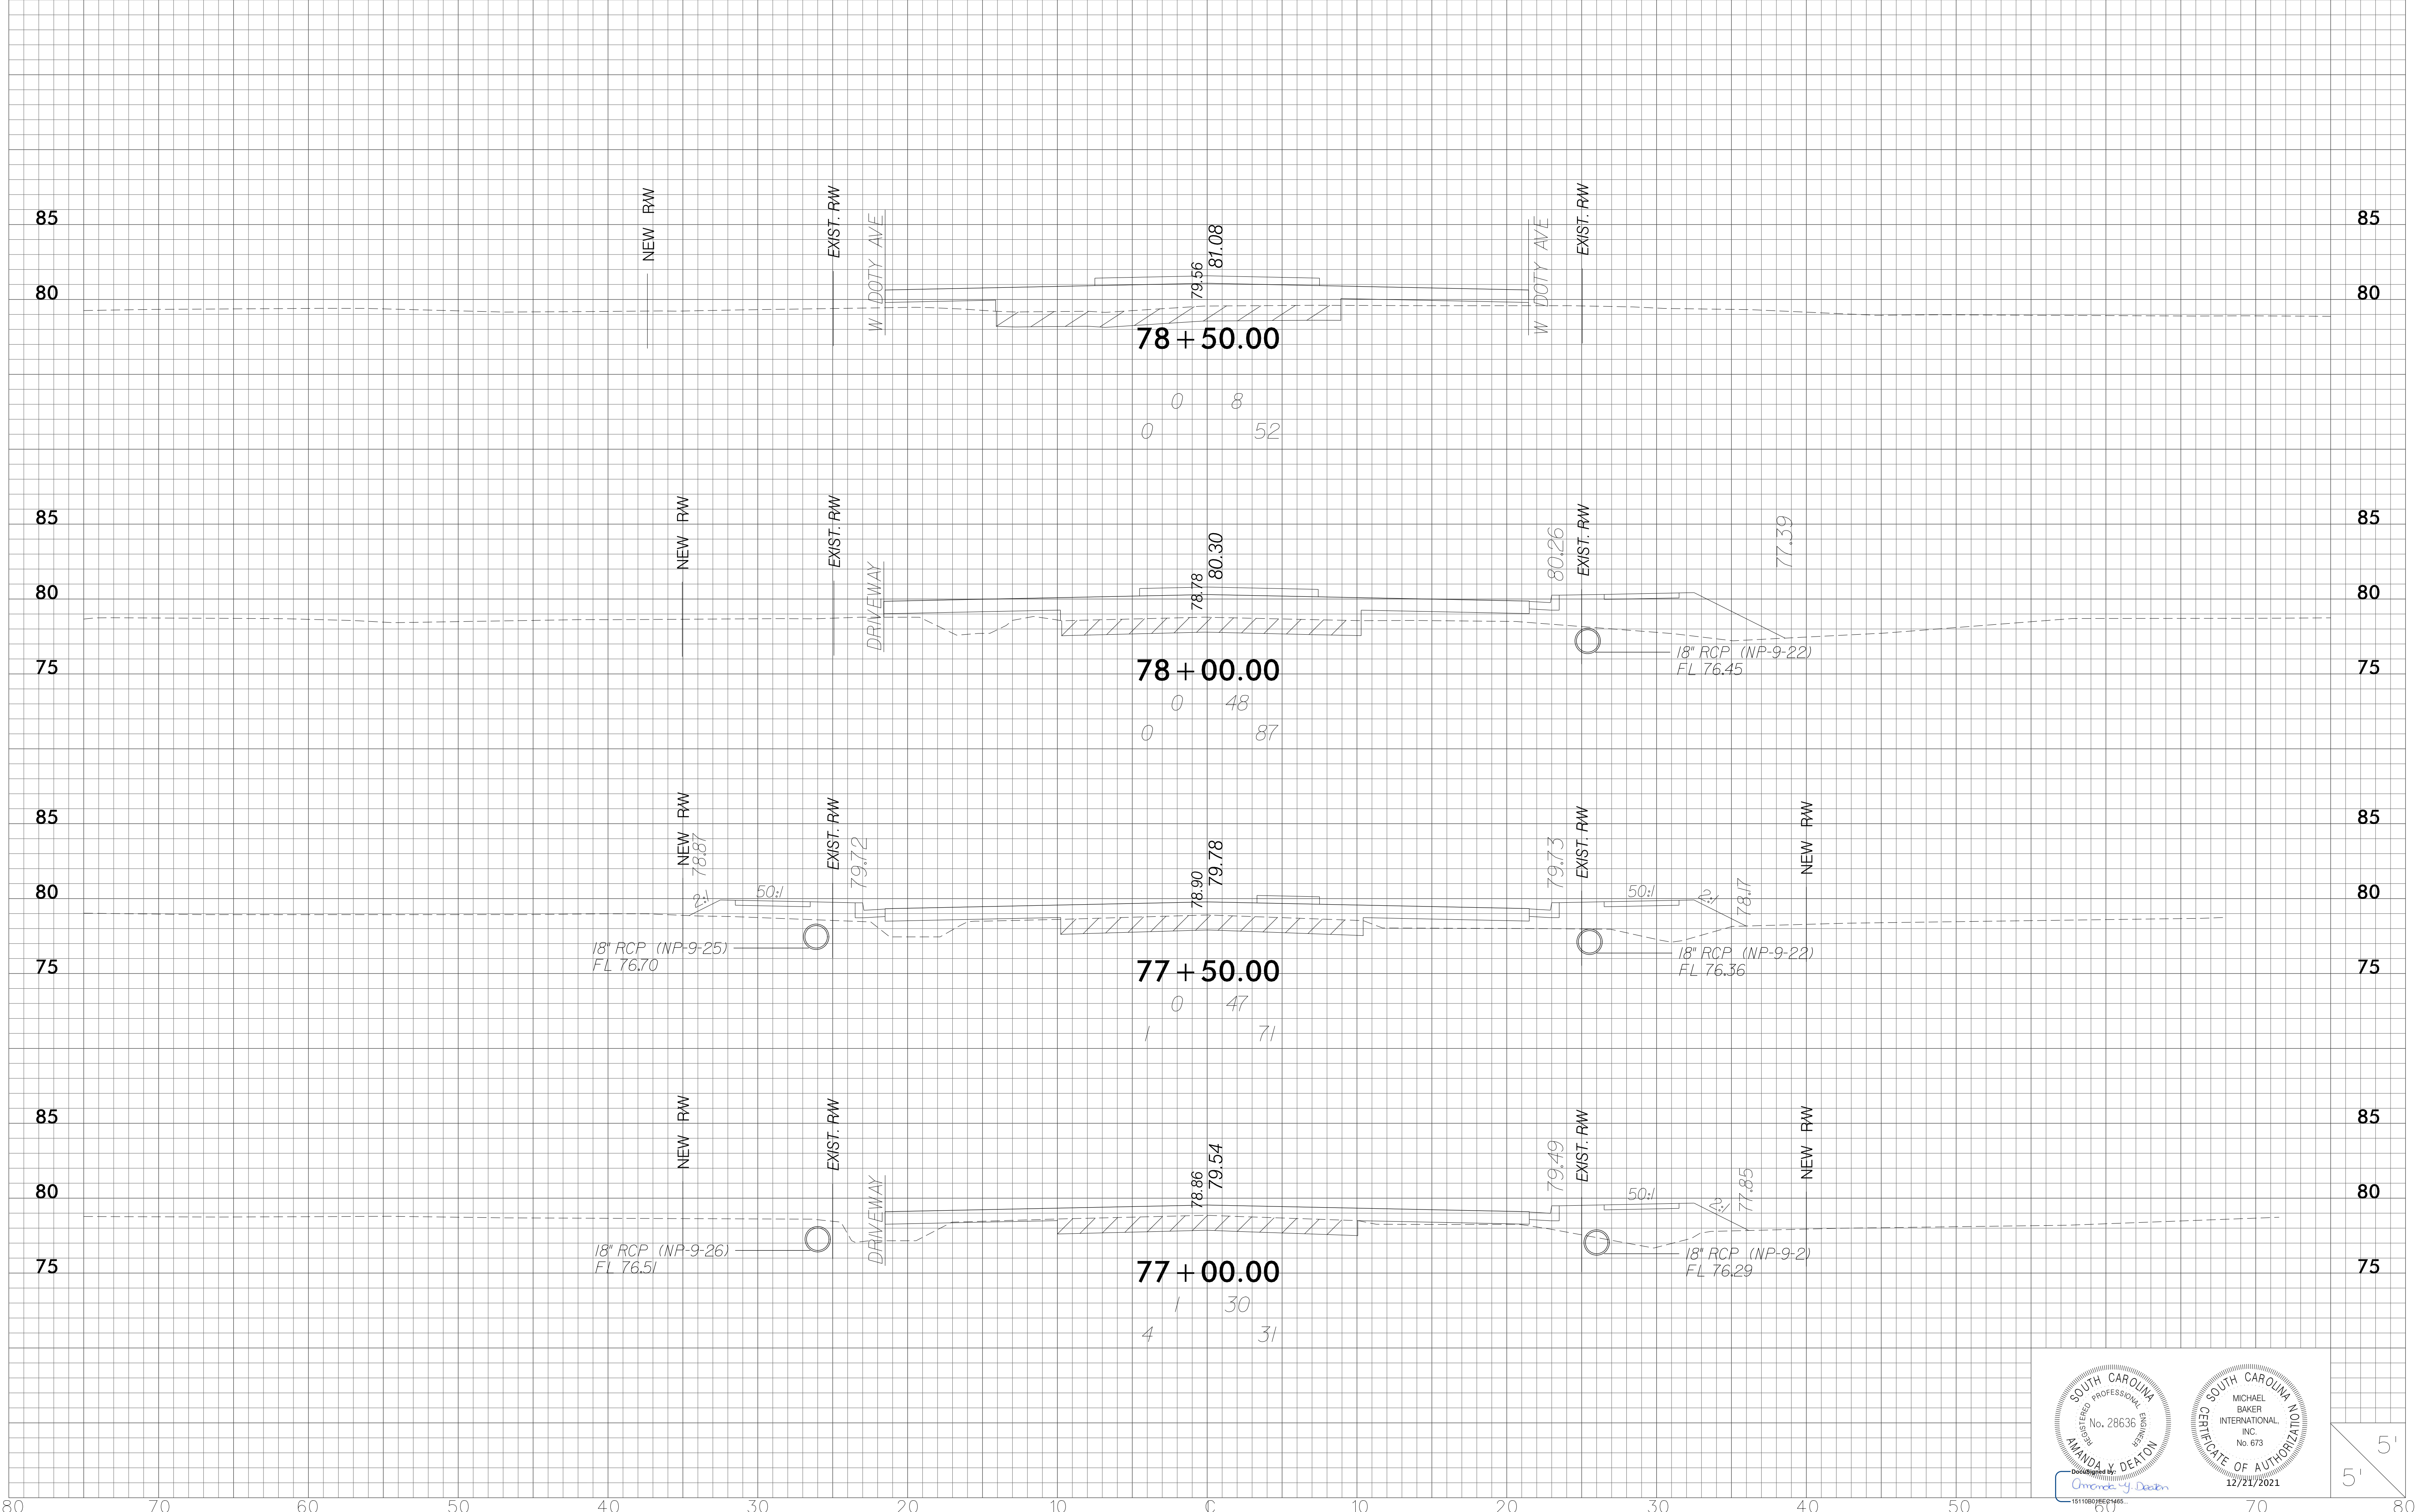 NEW R/W
EXIST. R/W
W DOTY AVE
79.56
81.08
W DOTY AVE
EXIST. R/W
85
85
80
80
78+50.00
0 8
0 52
NEW R/W
EXIST. R/W
DRIVEWAY
78.78
80.30
80.26
EXIST. R/W
77.39
85
85
80
80
75
75
18" RCP (NP-9-22)
FL 76.45
78+00.00
0 48
0 87
NEW R/W
78.87
EXIST. R/W
79.72
78.90
79.78
79.73
EXIST. R/W
78.17
NEW R/W
85
85
80
80
2:1
50:1
50:1
2:1
18" RCP (NP-9-25)
FL 76.70
18" RCP (NP-9-22)
FL 76.36
75
75
77+50.00
0 47
1 71
NEW R/W
EXIST. R/W
DRIVEWAY
78.86
79.54
79.49
EXIST. R/W
77.85
NEW R/W
85
85
80
80
50:1
2:1
18" RCP (NP-9-26)
FL 76.51
18" RCP (NP-9-2)
FL 76.29
75
75
77+00.00
1 30
4 31
SOUTH CAROLINA
REGISTERED PROFESSIONAL ENGINEER
No. 28636
AMANDA Y DEATON
SOUTH CAROLINA
MICHAEL
BAKER
INTERNATIONAL,
INC.
No. 673
CERTIFICATE OF AUTHORIZATION
DocuSigned by:
Amanda Y. Deaton
12/21/2021
5'
5'
80 70 60 50 40 30 20 10 C 10 20 30 40 50 60 70 80